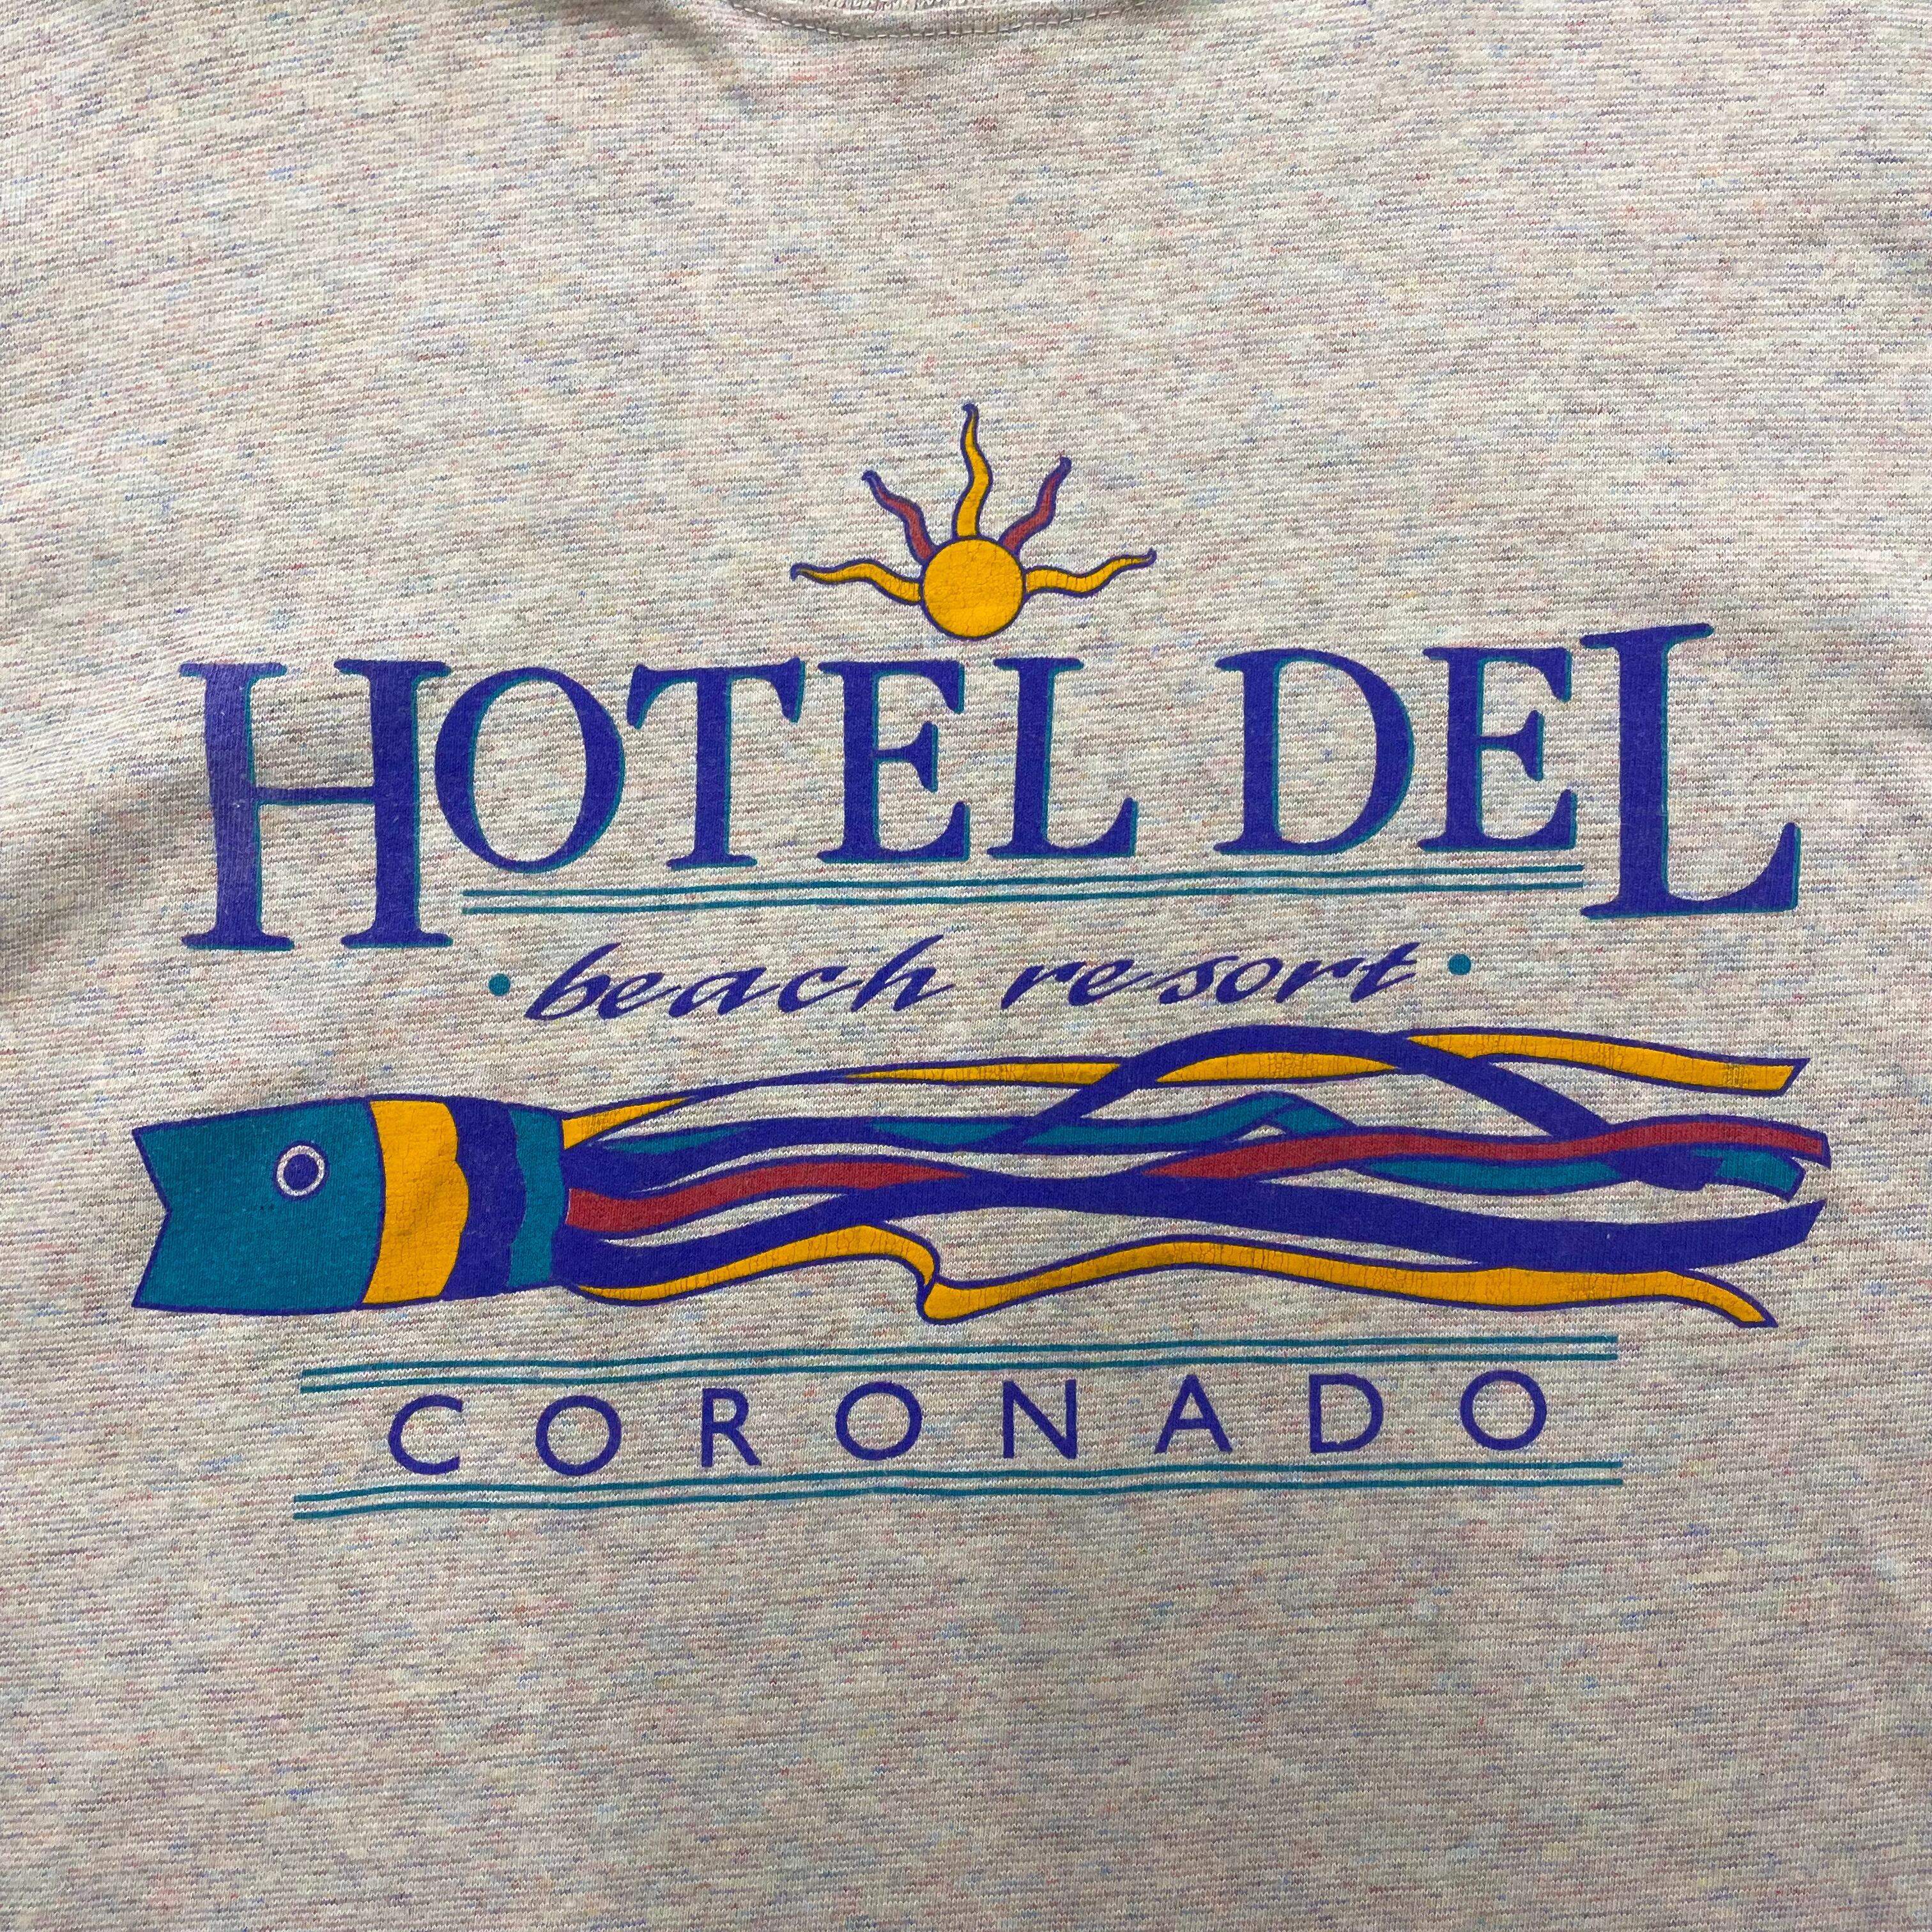 HOTEL DEL
• beach resort •
CORONADO